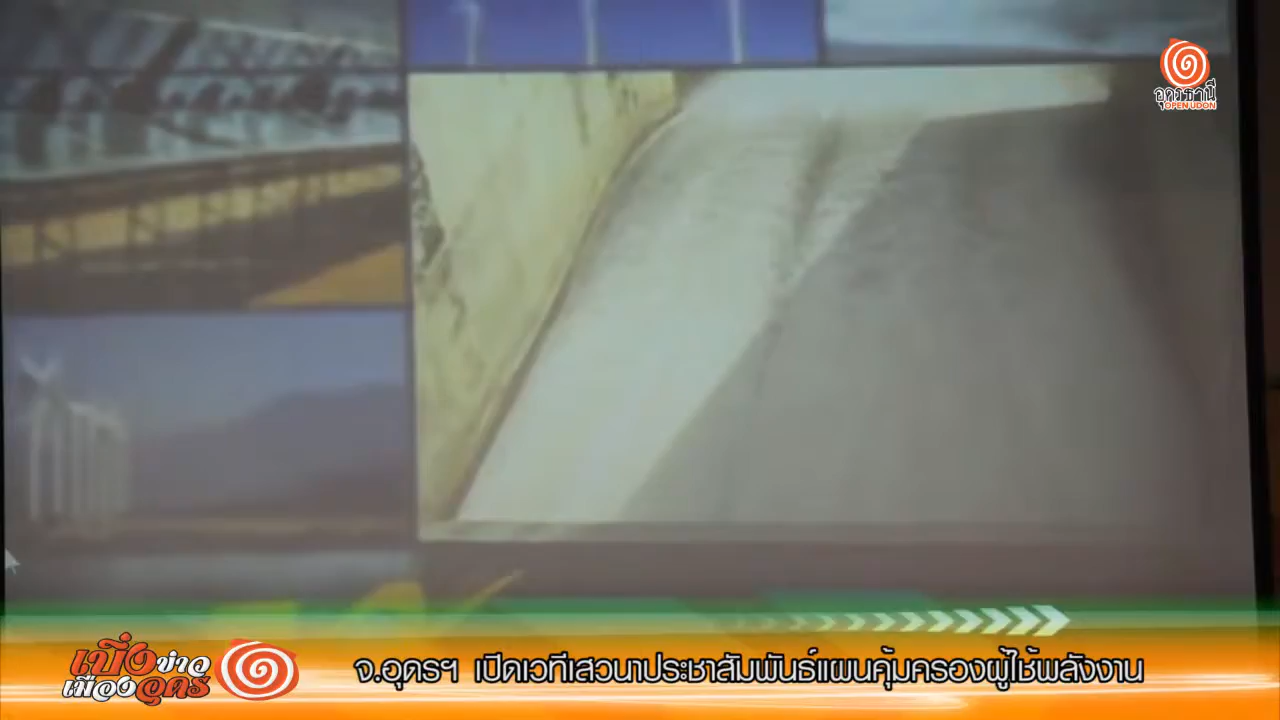 อุดรธานี
OPEN UDON
เบิ่งข่าว
เมืองอุดร
จ.อุดรฯ เปิดเวทีเสวนาประชาสัมพันธ์แผนคุ้มครองผู้ใช้พลังงาน